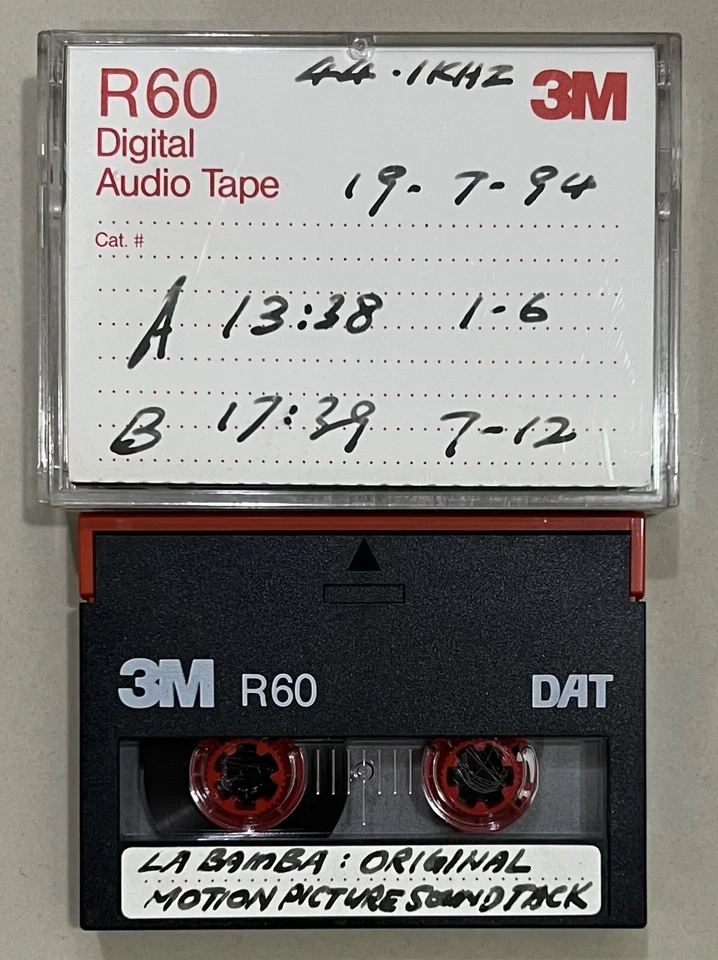 R60 44.1KHZ 3M
Digital
Audio Tape 19-7-94
Cat. #
A 13:38 1-6
B 17:39 7-12
3M R60 DAT
LA BAMBA: ORIGINAL
MOTION PICTURE SOUNDTACK